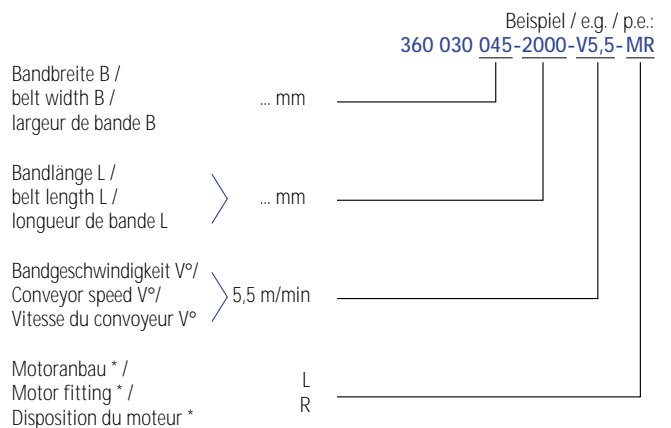 Beispiel / e.g. / p.e.:
360 030 045-2000-V5,5-MR
Bandbreite B /
belt width B / ... mm
largeur de bande B
Bandlänge L /
belt length L / ... mm
longueur de bande L
Bandgeschwindigkeit V°/
Conveyor speed V°/ 5,5 m/min
Vitesse du convoyeur V°
Motoranbau * /
L
Motor fitting * /
R
Disposition du moteur *